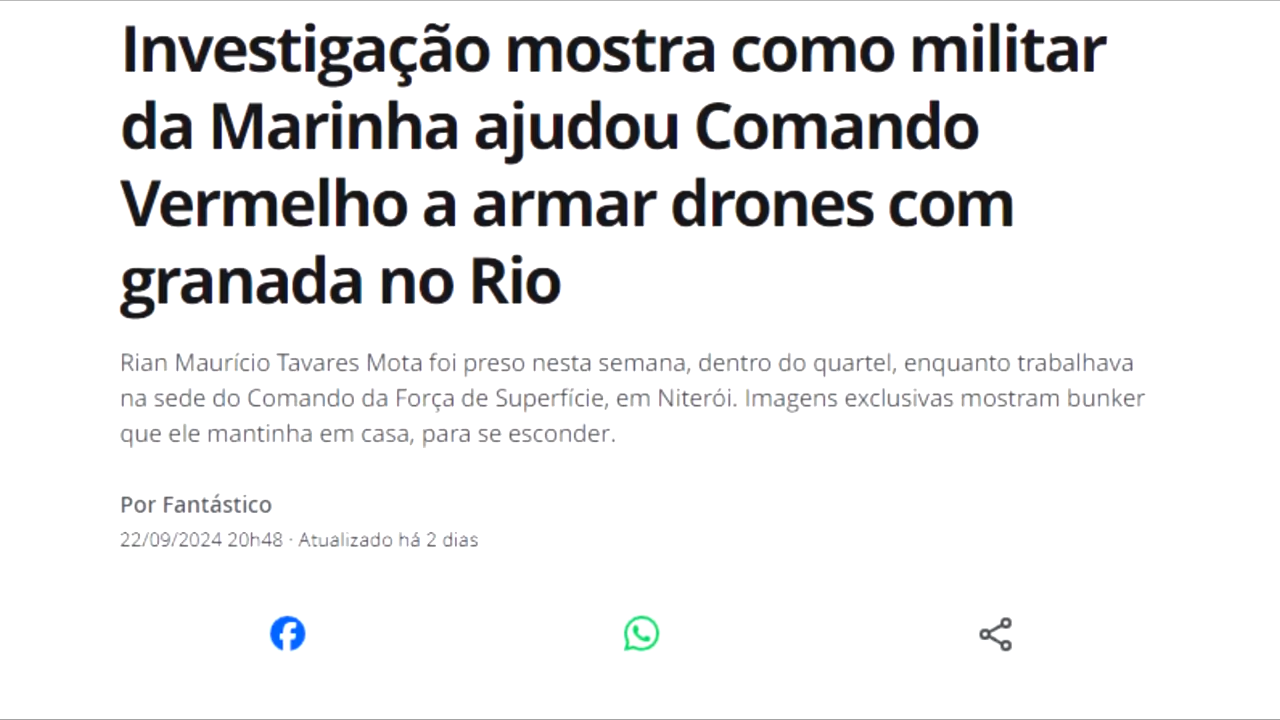 Investigação mostra como militar
da Marinha ajudou Comando
Vermelho a armar drones com
granada no Rio
Rian Maurício Tavares Mota foi preso nesta semana, dentro do quartel, enquanto trabalhava
na sede do Comando da Força de Superfície, em Niterói. Imagens exclusivas mostram bunker
que ele mantinha em casa, para se esconder.
Por Fantástico
22/09/2024 20h48 · Atualizado há 2 dias